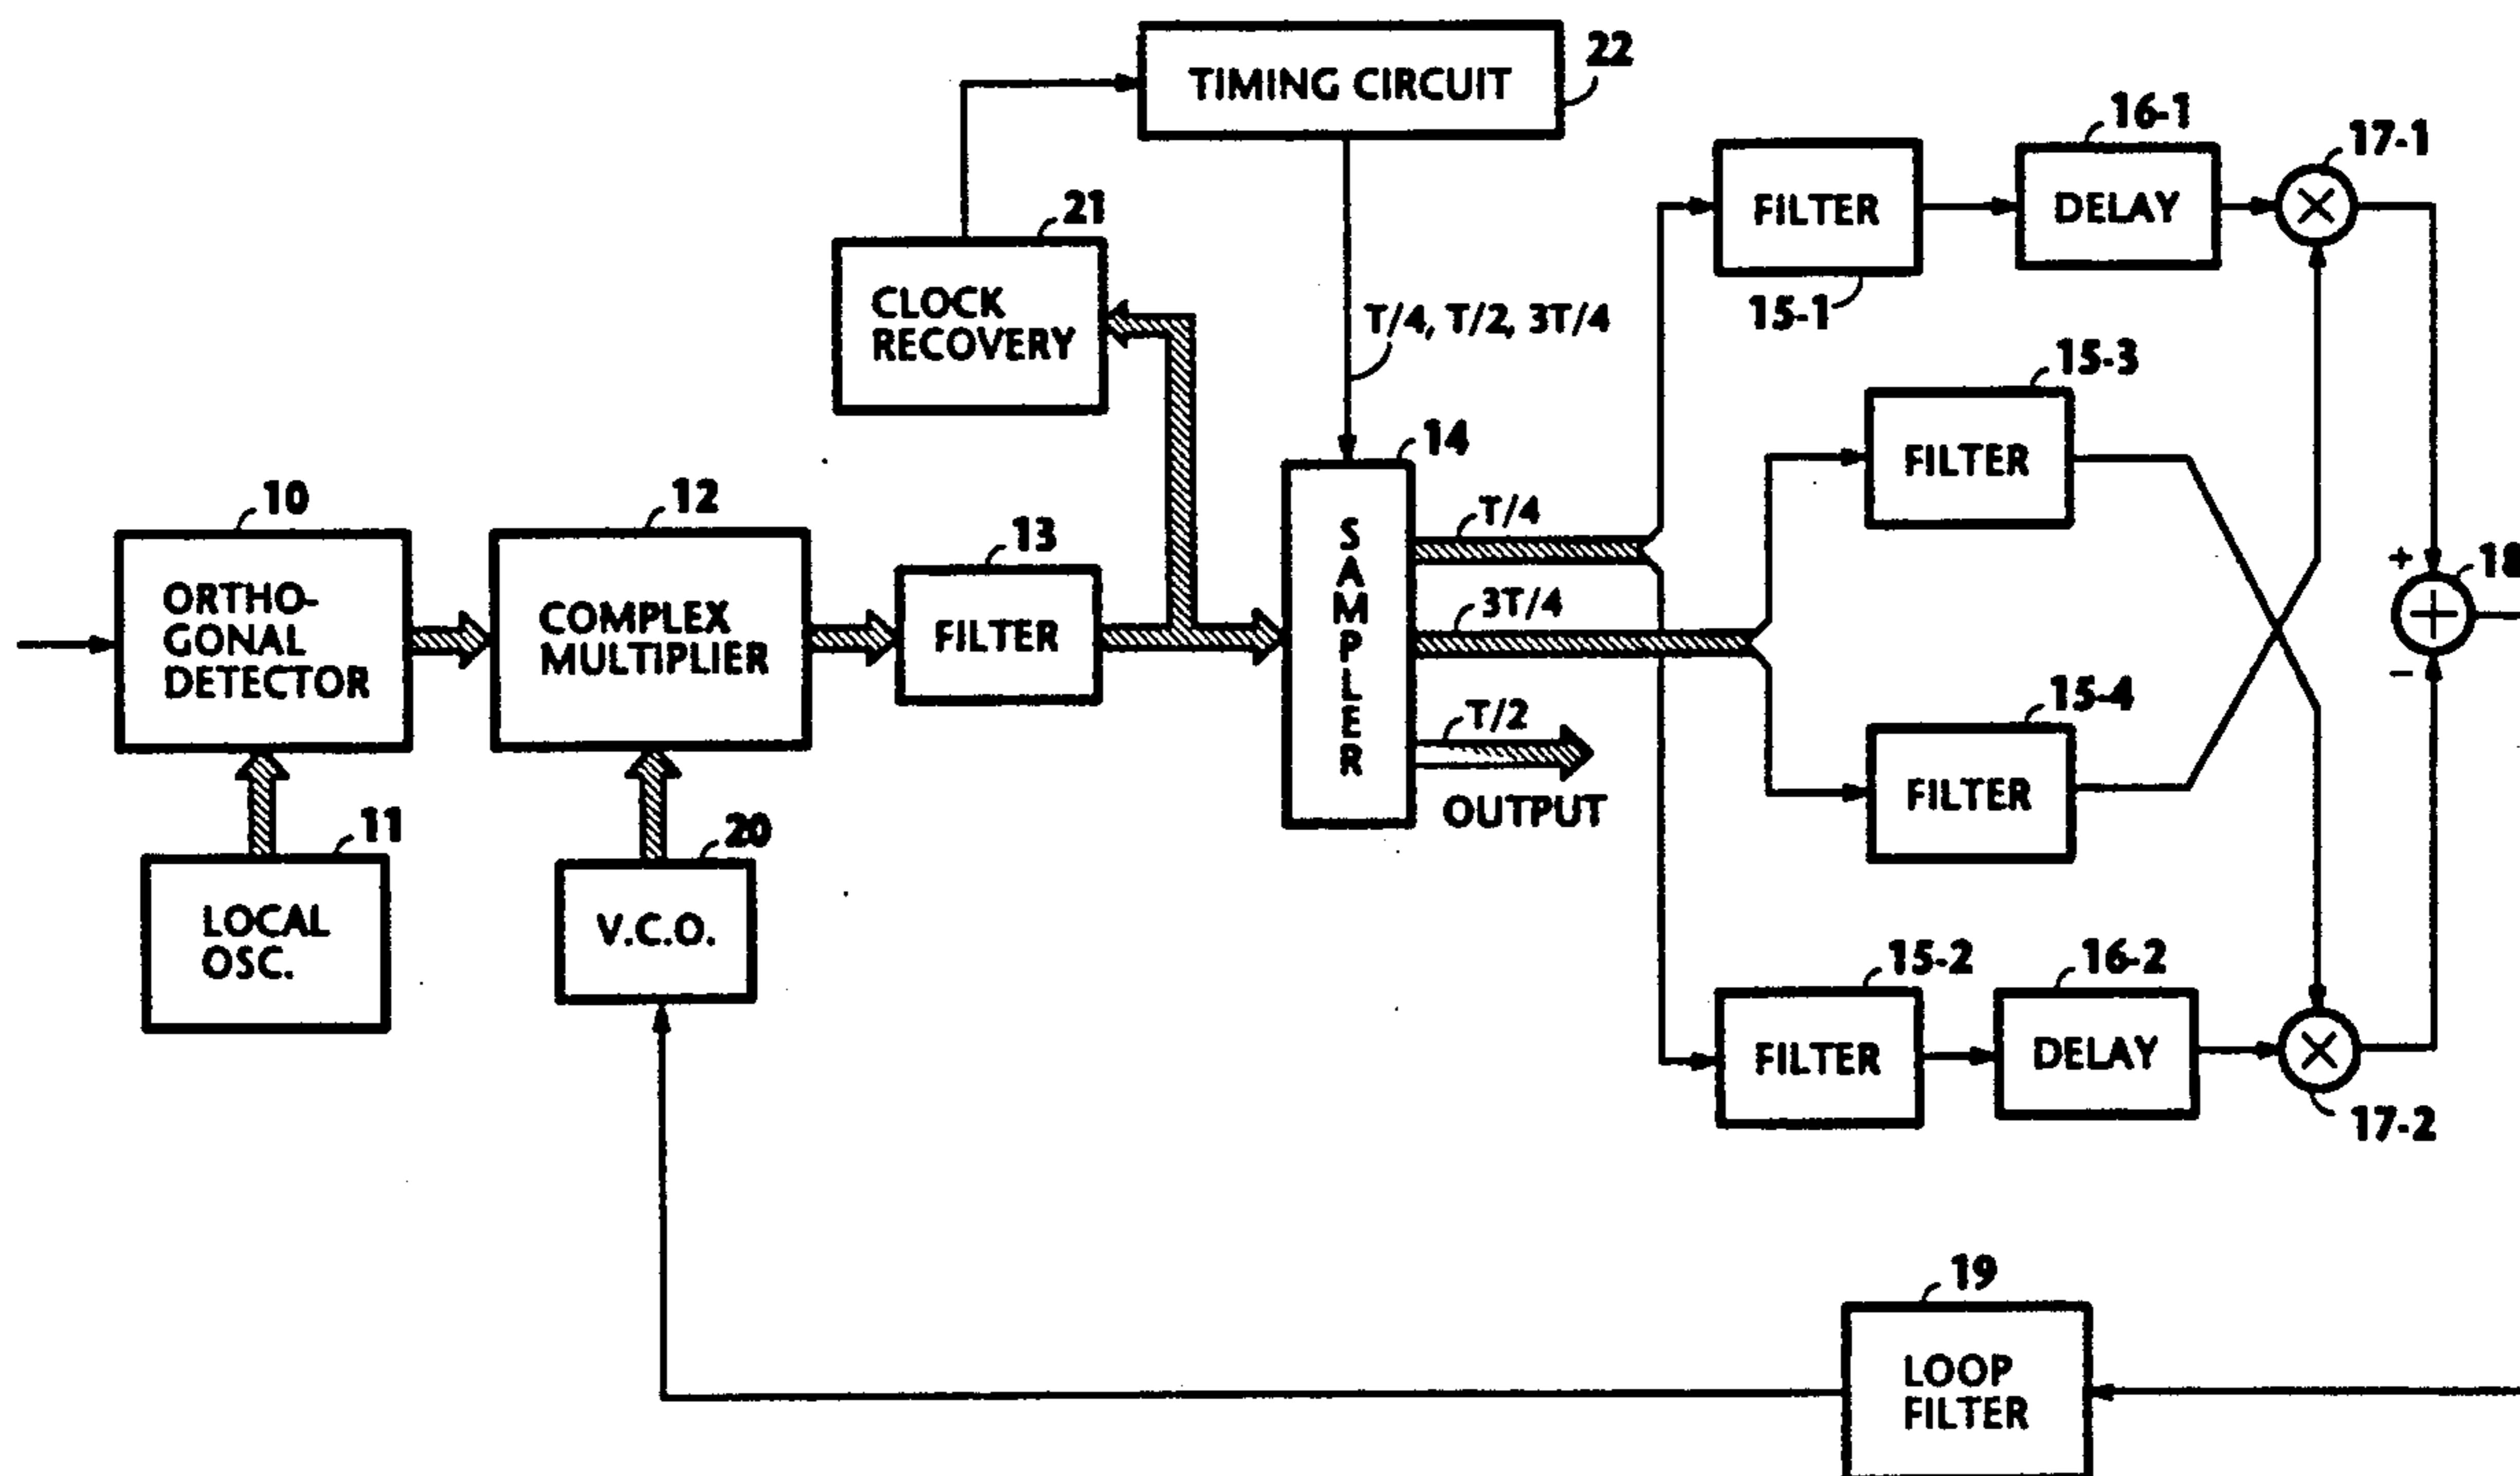 TIMING CIRCUIT
22
16-1
17-1
FILTER
DELAY
15-1
21
CLOCK
RECOVERY
T/4, T/2, 3T/4
15-3
FILTER
14
10
12
13
T/4
ORTHO-
GONAL
DETECTOR
COMPLEX
MULTIPLIER
FILTER
SAMPLER
3T/4
+
18
−
T/2
OUTPUT
15-4
FILTER
11
20
LOCAL
OSC.
V.C.O.
15-2
16-2
FILTER
DELAY
17-2
19
LOOP
FILTER